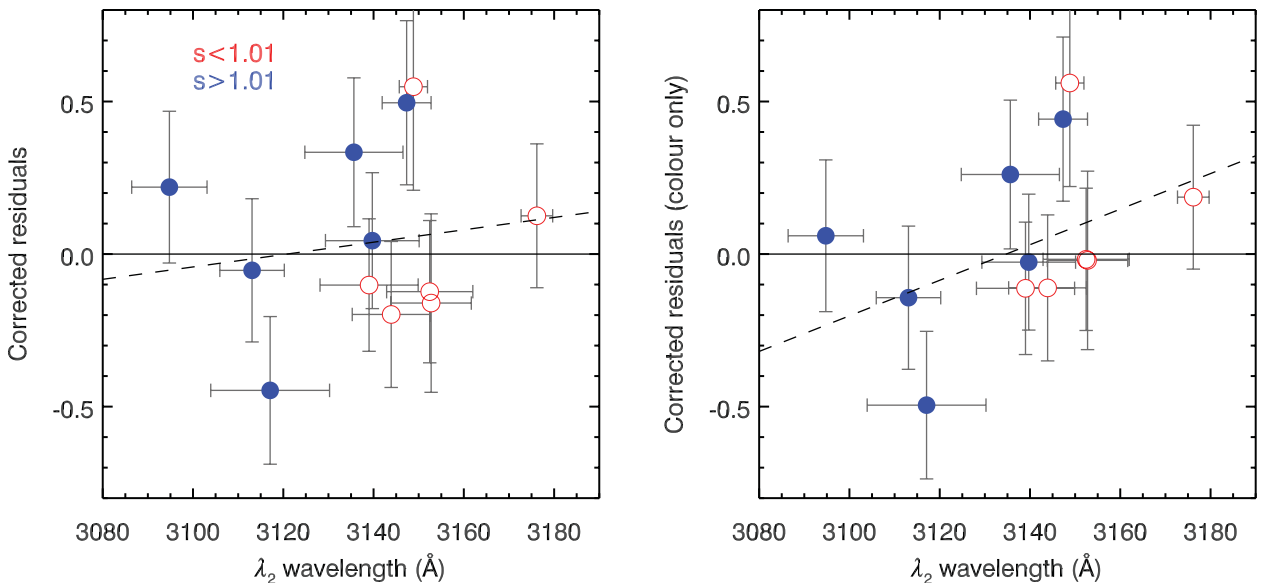 s<1.01
s>1.01
Corrected residuals
0.5
0.0
-0.5
3080 3100 3120 3140 3160 3180
λ₂ wavelength (Å)
Corrected residuals (colour only)
0.5
0.0
-0.5
3080 3100 3120 3140 3160 3180
λ₂ wavelength (Å)